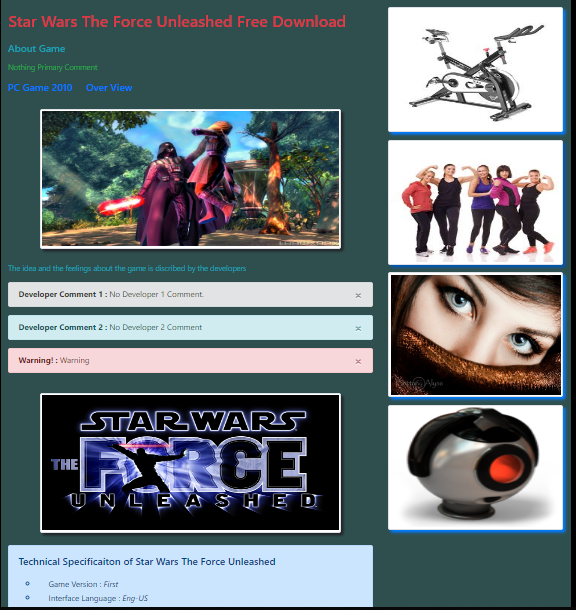 Star Wars The Force Unleashed Free Download
About Game
Nothing Primary Comment
PC Game 2010 Over View
The idea and the feelings about the game is discribed by the developers
Developer Comment 1 : No Developer 1 Comment.
Developer Comment 2 : No Developer 2 Comment
Warning! : Warning
STAR WARS
THE FORCE
UNLEASHED
Technical Specificaiton of Star Wars The Force Unleashed
Game Version : First
Interface Language : Eng-US